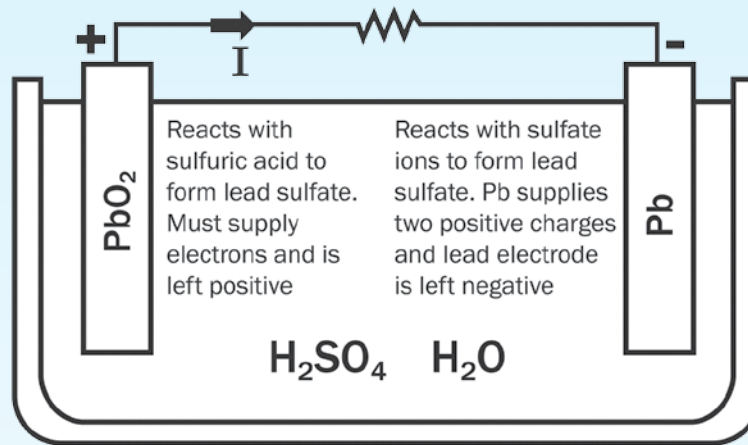 +
I
-
PbO₂
Reacts with
sulfuric acid to
form lead sulfate.
Must supply
electrons and is
left positive
Reacts with sulfate
ions to form lead
sulfate. Pb supplies
two positive charges
and lead electrode
is left negative
Pb
H₂SO₄ H₂O